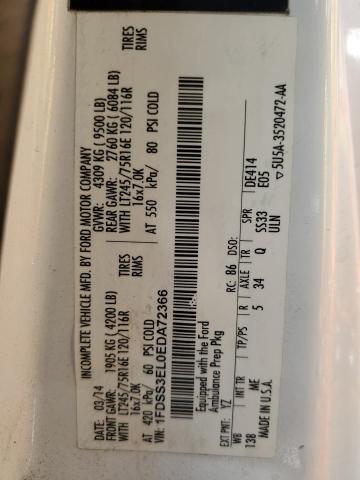 INCOMPLETE VEHICLE MFD. BY FORD MOTOR COMPANY
DATE: 03/14 GVWR: 4309 KG ( 9500 LB)
FRONT GAWR: 1905 KG ( 4200 LB) REAR GAWR: 2760 KG ( 6084 LB)
WITH LT245/75R16E 120/116R TIRES WITH LT245/75R16E 120/116R TIRES
16x7.0K RIMS 16x7.0K RIMS
AT 420 kPa/ 60 PSI COLD AT 550 kPa/ 80 PSI COLD
VIN: 1FDSS3EL0EDA72366
with the Ford
Ambulance Prep Pkg
EXT PNT: YZ RC: 86 DSO:
WB INT TR TP/PS R AXLE TR SPR DE414
138 ME 5 34 Q SS33 E05
ULN
MADE IN U.S.A. ▽ 5U5A-3520472-AA